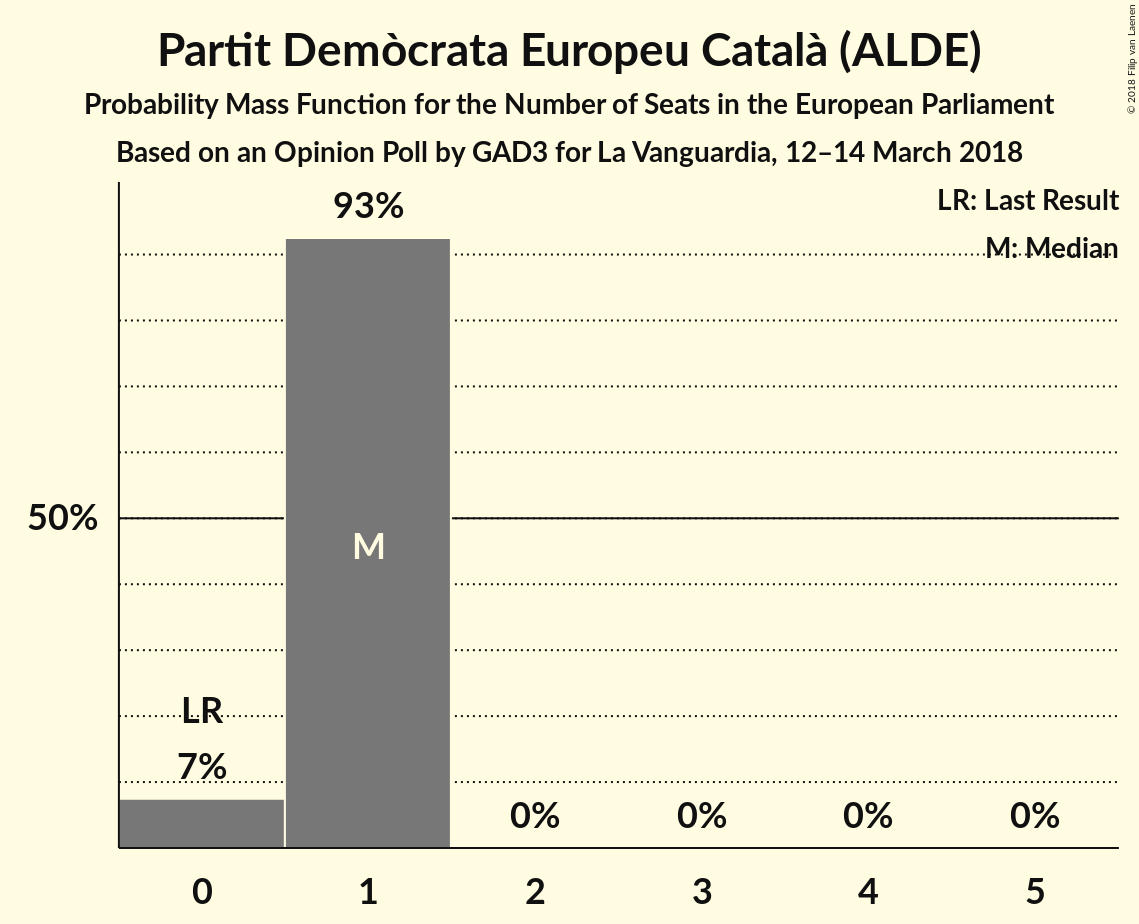 Partit Demòcrata Europeu Català (ALDE)
Probability Mass Function for the Number of Seats in the European Parliament
Based on an Opinion Poll by GAD3 for La Vanguardia, 12–14 March 2018
© 2018 Filip van Laenen
LR: Last Result
M: Median
93%
50%
M
LR
7%
0% 0% 0% 0%
0 1 2 3 4 5